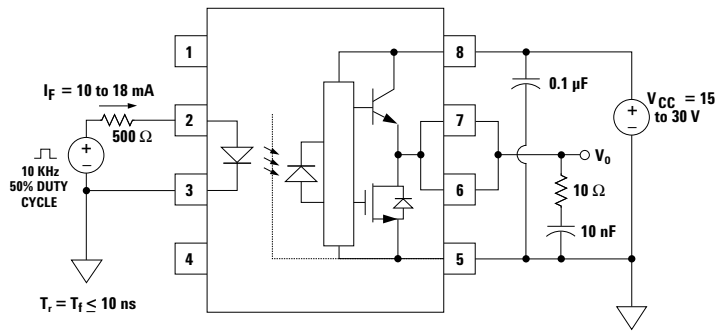 1
8
I_F = 10 to 18 mA
0.1 µF
V_CC = 15
to 30 V
+
–
2
7
500 Ω
+
–
V_o
10 KHz
50% DUTY
CYCLE
3
6
10 Ω
10 nF
4
5
T_r = T_f ≤ 10 ns